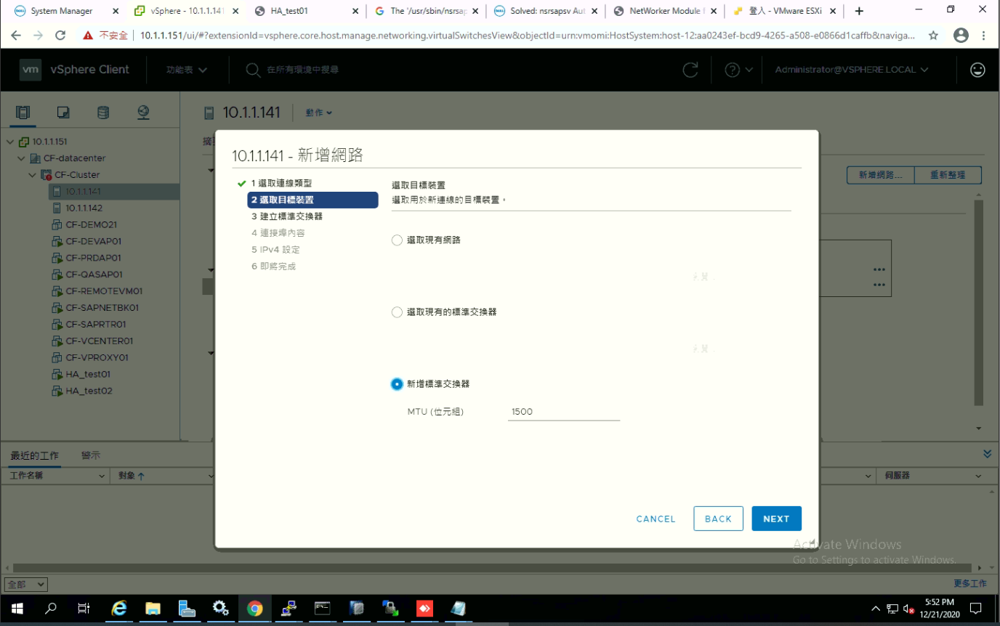 System Manager
vSphere - 10.1.1.141
HA_test01
The '/usr/sbin/nsrsap
Solved: nsrsapsv Aut
NetWorker Module
登入 - VMware ESXi
不安全
10.1.1.151/ui/#?extensionId=vsphere.core.host.manage.networking.virtualSwitchesView&objectId=urn:vmomi:HostSystem:host-12:aa0243ef-bcd9-4265-a508-e0866d1caffb&naviga...
vm vSphere Client
功能表
在所有環境中搜尋
Administrator@VSPHERE.LOCAL
10.1.1.141
動作
10.1.1.151
CF-datacenter
CF-Cluster
10.1.1.141
10.1.1.142
CF-DEMO21
CF-DEVAP01
CF-PRDAP01
CF-QASAP01
CF-REMOTEVM01
CF-SAPNETBK01
CF-SAPRTR01
CF-VCENTER01
CF-VPROXY01
HA_test01
HA_test02
新增網路...
重新整理
10.1.1.141 - 新增網路
1 選取連線類型
2 選取目標裝置
3 建立標準交換器
4 連接埠內容
5 IPv4 設定
6 即將完成
選取目標裝置
選取用於新連線的目標裝置。
選取現有網路
選取現有的標準交換器
新增標準交換器
MTU (位元組)
1500
CANCEL
BACK
NEXT
最近的工作
警示
工作名稱
對象
伺服器
Activate Windows
Go to Settings to activate Windows.
全部
更多工作
5:52 PM
12/21/2020